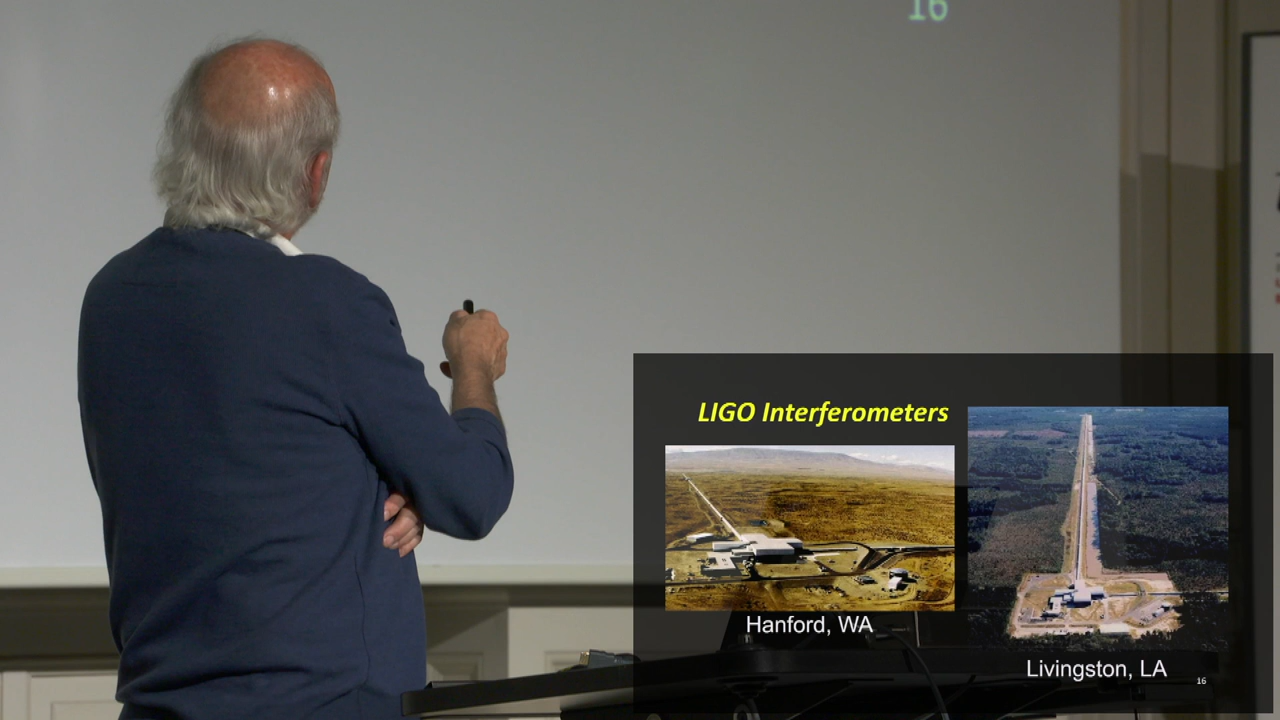 16
LIGO Interferometers
Hanford, WA
Livingston, LA
16